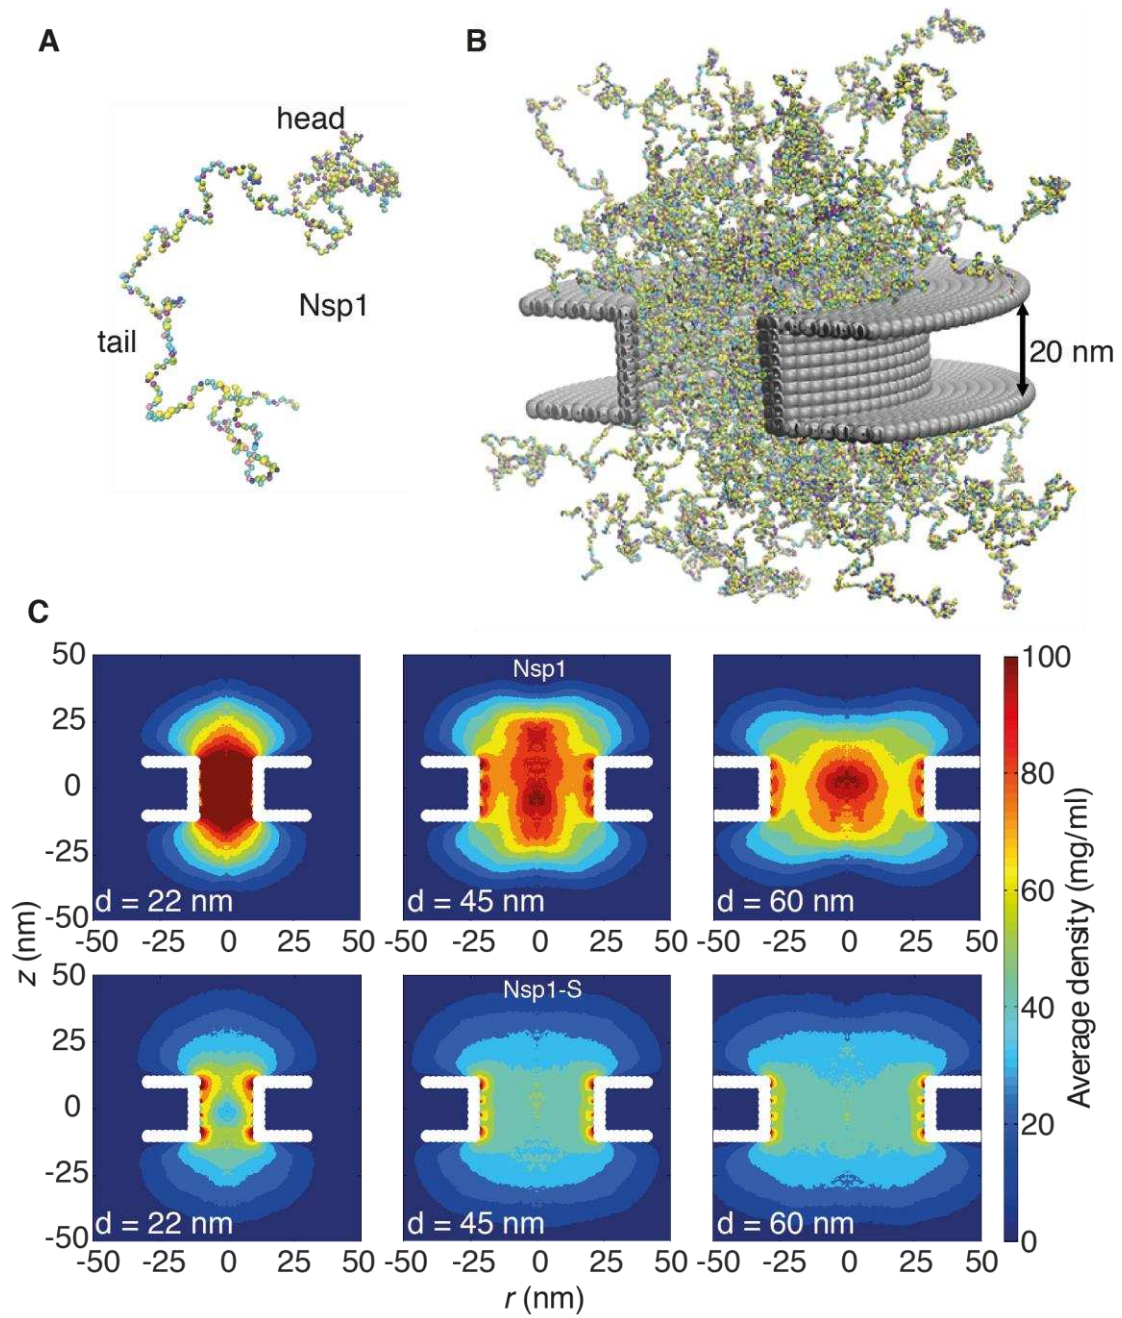 A
B
head
Nsp1
tail
20 nm
C
50
25
0
-25
-50
z (nm)
Nsp1
d = 22 nm
d = 45 nm
d = 60 nm
-50 -25 0 25 50
-50 -25 0 25 50
-50 -25 0 25 50
50
25
0
-25
-50
Nsp1-S
d = 22 nm
d = 45 nm
d = 60 nm
-50 -25 0 25 50
-50 -25 0 25 50
-50 -25 0 25 50
r (nm)
100
80
60
40
20
0
Average density (mg/ml)